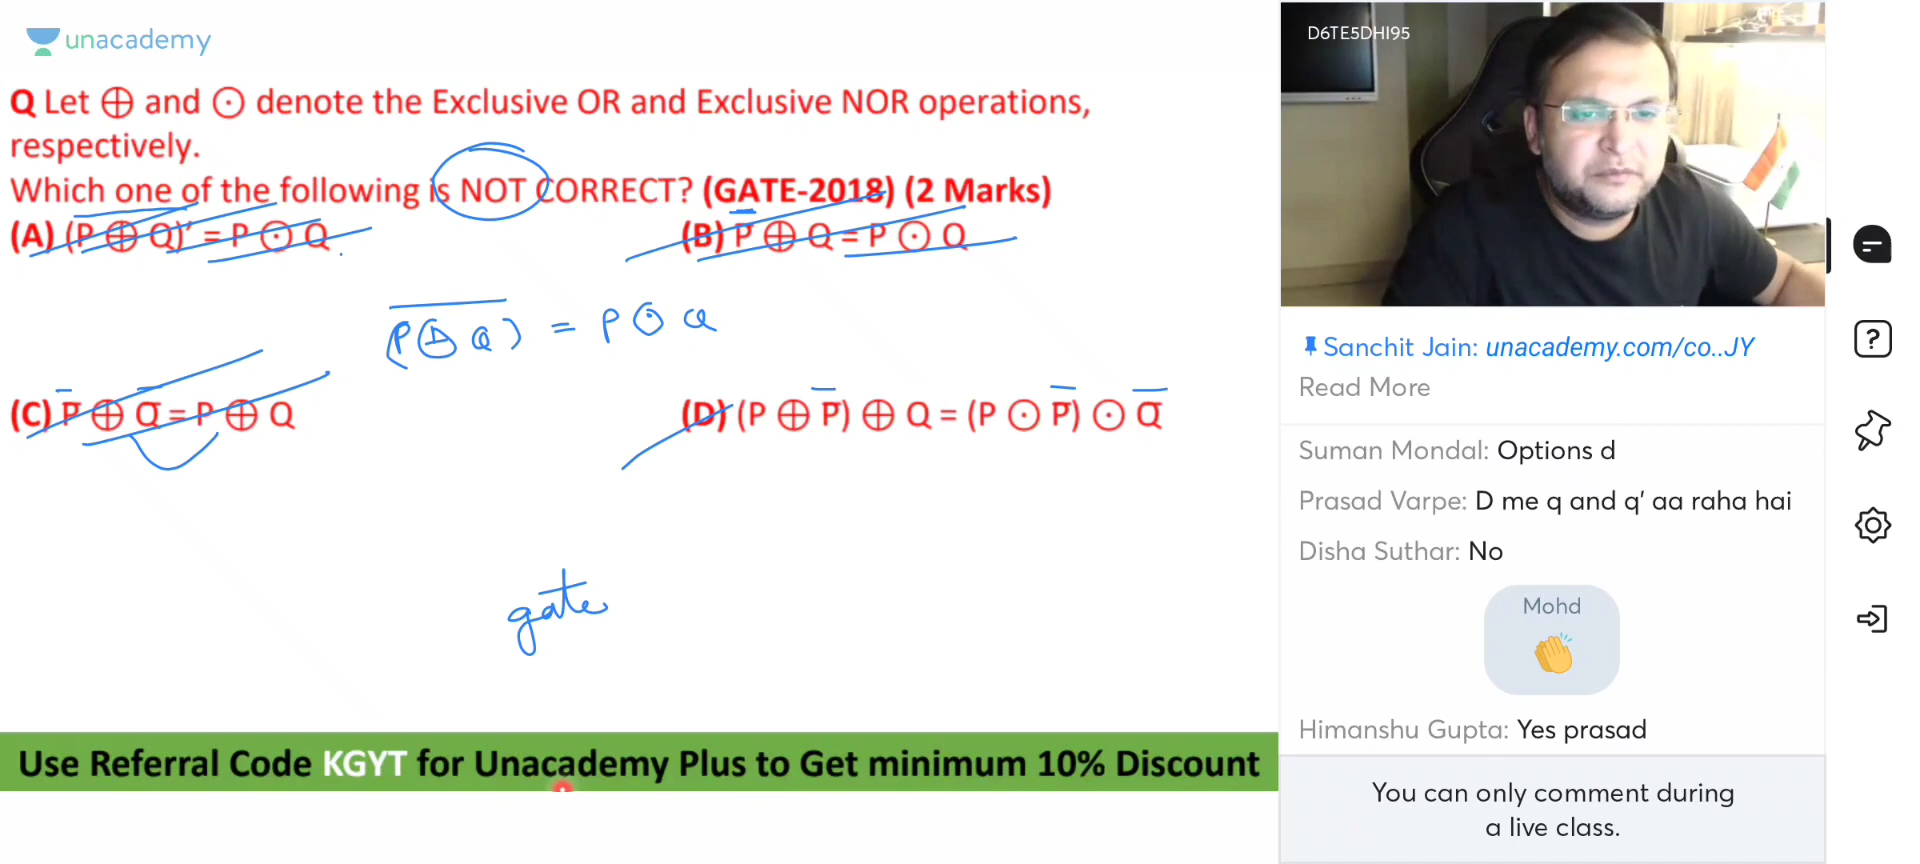 unacademy
Q Let ⊕ and ⊙ denote the Exclusive OR and Exclusive NOR operations,
respectively.
Which one of the following is NOT CORRECT? (GATE-2018) (2 Marks)
(A) (P ⊕ Q)′ = P ⊙ Q
(B) P̅ ⊕ Q = P ⊙ Q
(P ⊕ Q)‾ = P ⊙ Q
(C) P̅ ⊕ Q̅ = P ⊕ Q
(D) (P ⊕ P̅) ⊕ Q = (P ⊙ P̅) ⊙ Q̅
gate
Use Referral Code KGYT for Unacademy Plus to Get minimum 10% Discount
D6TE5DHI95
Sanchit Jain: unacademy.com/co..JY
Read More
Suman Mondal: Options d
Prasad Varpe: D me q and q' aa raha hai
Disha Suthar: No
Mohd
Himanshu Gupta: Yes prasad
You can only comment during
a live class.
?